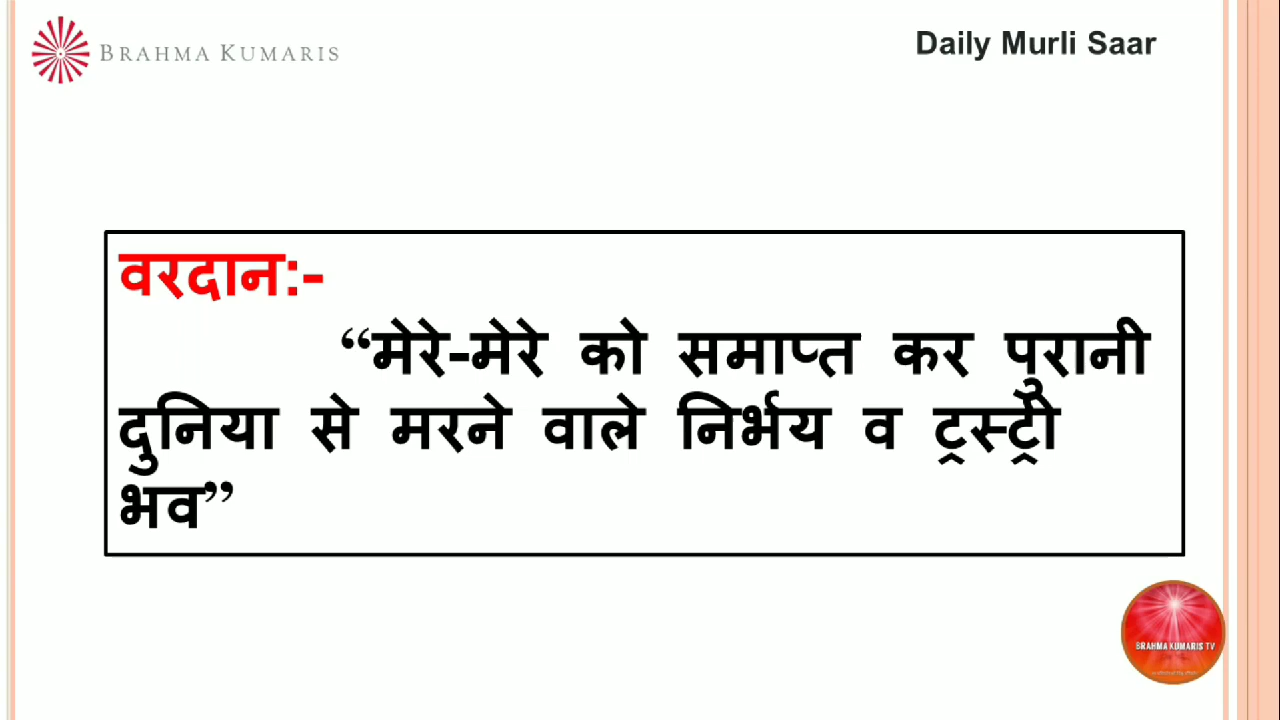 BRAHMA KUMARIS
Daily Murli Saar
वरदान:-
“मेरे-मेरे को समाप्त कर पुरानी
दुनिया से मरने वाले निर्भय व ट्रस्ट्री
भव”
BRAHMA KUMARIS TV